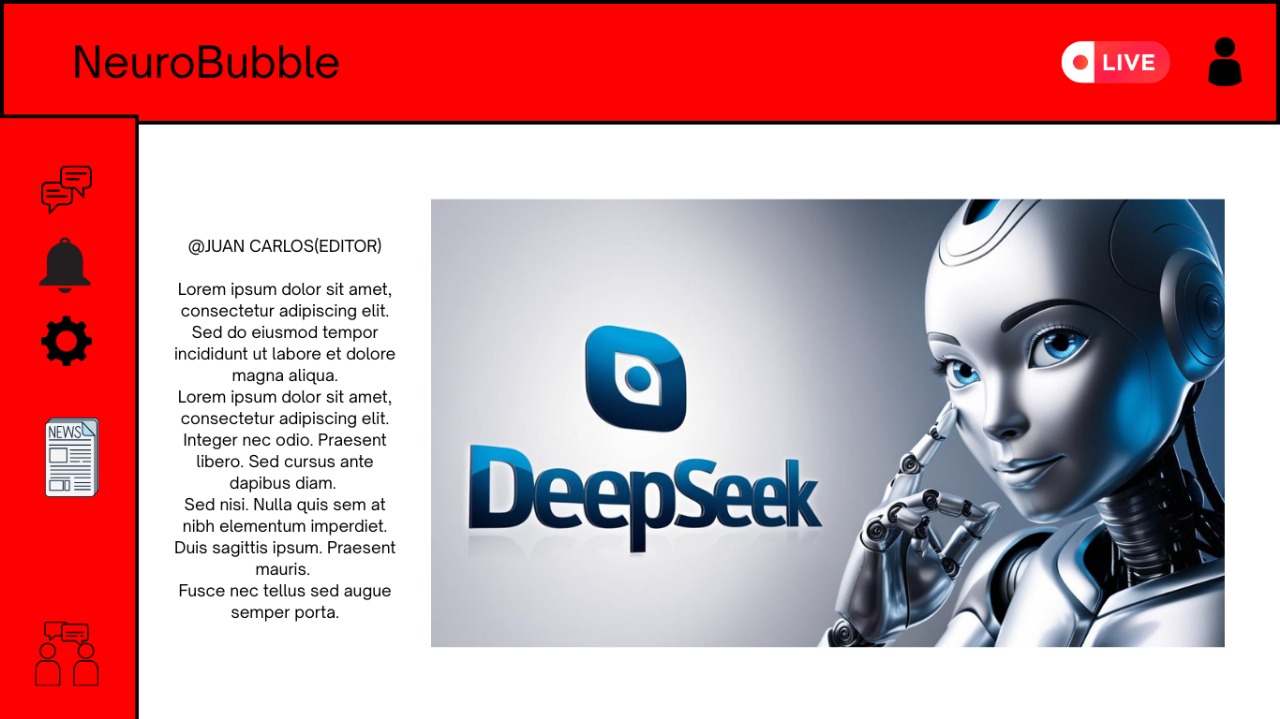 NeuroBubble
LIVE
NEWS
@JUAN CARLOS(EDITOR)
Lorem ipsum dolor sit amet,
consectetur adipiscing elit.
Sed do eiusmod tempor
incididunt ut labore et dolore
magna aliqua.
Lorem ipsum dolor sit amet,
consectetur adipiscing elit.
Integer nec odio. Praesent
libero. Sed cursus ante
dapibus diam.
Sed nisi. Nulla quis sem at
nibh elementum imperdiet.
Duis sagittis ipsum. Praesent
mauris.
Fusce nec tellus sed augue
semper porta.
DeepSeek